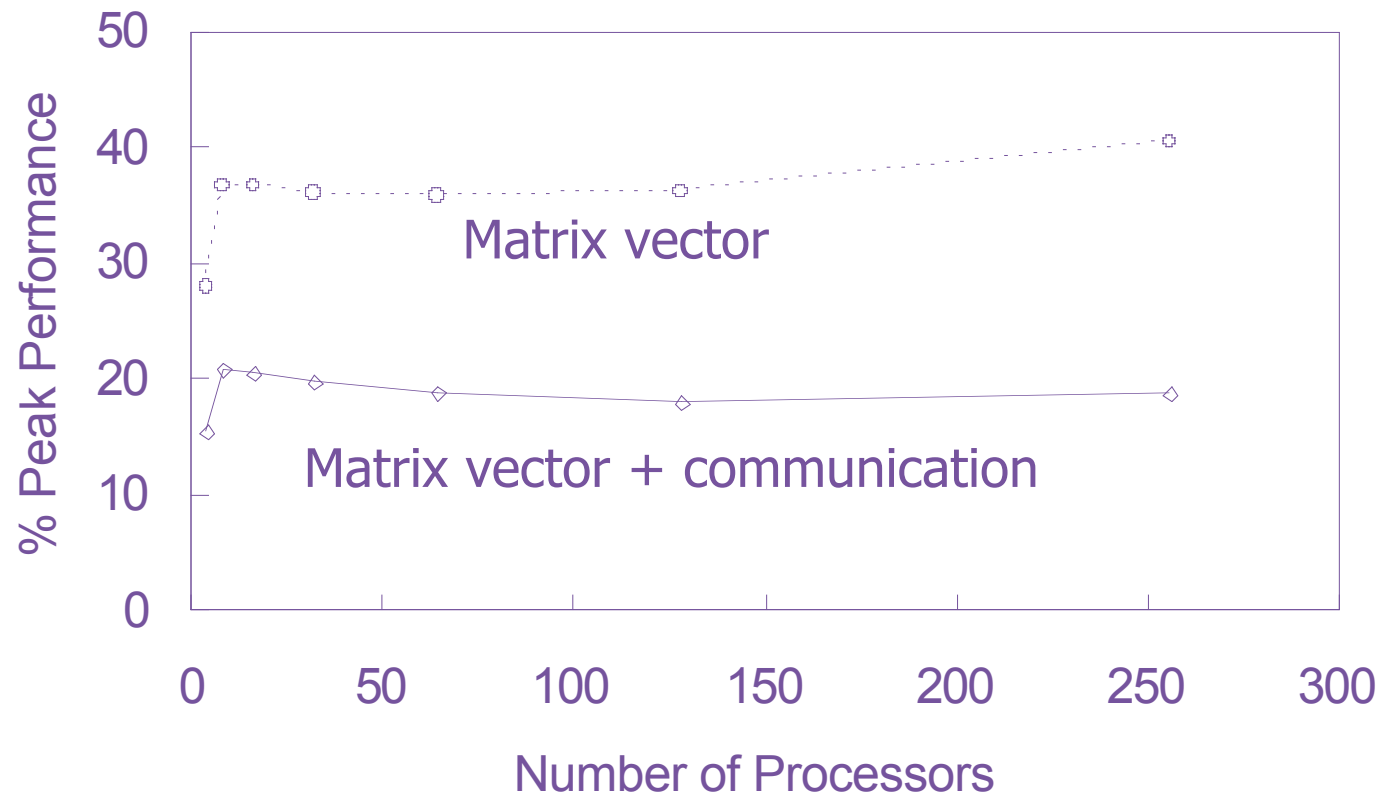 50
40
30
20
10
0
% Peak Performance
Matrix vector
Matrix vector + communication
0 50 100 150 200 250 300
Number of Processors